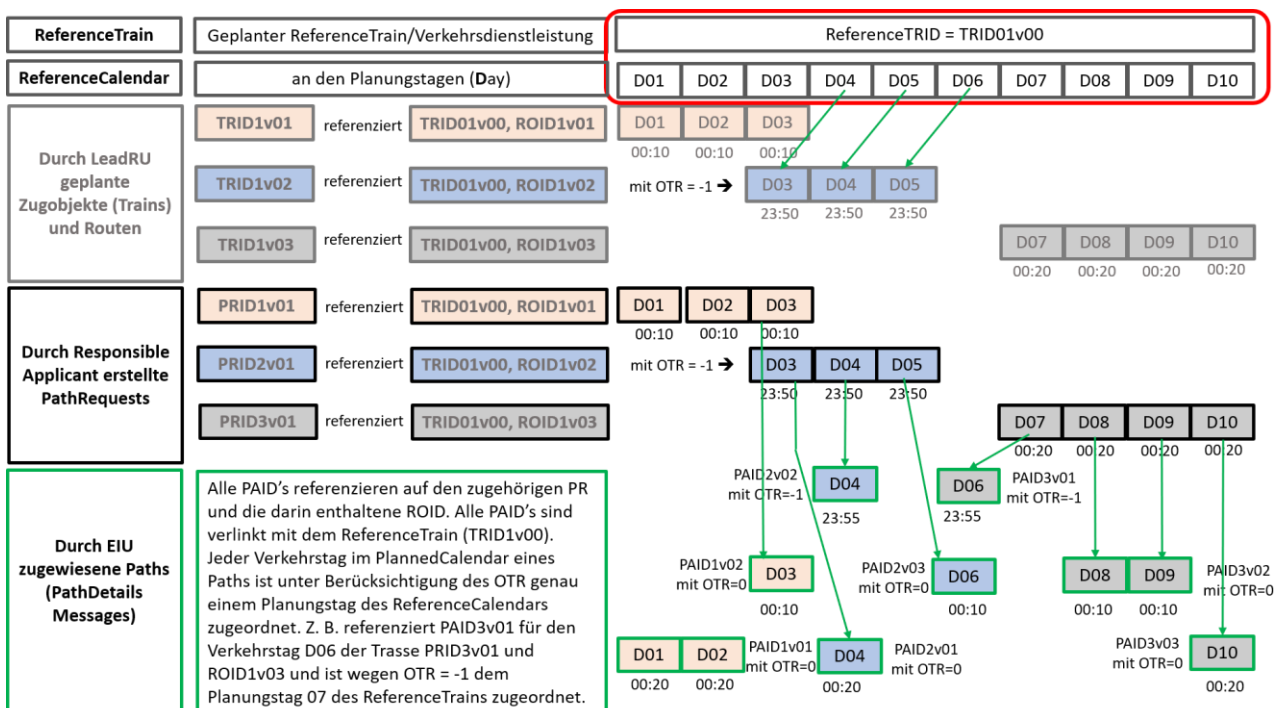 ReferenceTrain
Geplanter ReferenceTrain/Verkehrsdienstleistung
ReferenceTRID = TRID01v00
ReferenceCalendar
an den Planungstagen (Day)
D01 D02 D03 D04 D05 D06 D07 D08 D09 D10
Durch LeadRU
geplante
Zugobjekte (Trains)
und Routen
TRID1v01 referenziert TRID01v00, ROID1v01 D01 D02 D03
00:10 00:10 00:10
TRID1v02 referenziert TRID01v00, ROID1v02 mit OTR = -1 → D03 D04 D05
23:50 23:50 23:50
TRID1v03 referenziert TRID01v00, ROID1v03 D07 D08 D09 D10
00:20 00:20 00:20 00:20
Durch Responsible
Applicant erstellte
PathRequests
PRID1v01 referenziert TRID01v00, ROID1v01 D01 D02 D03
00:10 00:10 00:10
PRID2v01 referenziert TRID01v00, ROID1v02 mit OTR = -1 → D03 D04 D05
23:50 23:50 23:50
PRID3v01 referenziert TRID01v00, ROID1v03 D07 D08 D09 D10
00:20 00:20 00:20 00:20
Durch EIU
zugewiesene Paths
(PathDetails
Messages)
Alle PAID's referenzieren auf den zugehörigen PR
und die darin enthaltene ROID. Alle PAID's sind
verlinkt mit dem ReferenceTrain (TRID1v00).
Jeder Verkehrstag im PlannedCalendar eines
Paths ist unter Berücksichtigung des OTR genau
einem Planungstag des ReferenceCalendars
zugeordnet. Z. B. referenziert PAID3v01 für den
Verkehrstag D06 der Trasse PRID3v01 und
ROID1v03 und ist wegen OTR = -1 dem
Planungstag 07 des ReferenceTrains zugeordnet.
PAID2v02
mit OTR=-1
D04
23:55
D06
23:55
PAID3v01
mit OTR=-1
PAID1v02
mit OTR=0
D03
00:10
PAID2v03
mit OTR=0
D06
00:10
D08 D09
00:10 00:10
PAID3v02
mit OTR=0
D01 D02
00:20 00:20
PAID1v01
mit OTR=0
D04
00:20
PAID2v01
mit OTR=0
PAID3v03
mit OTR=0
D10
00:20